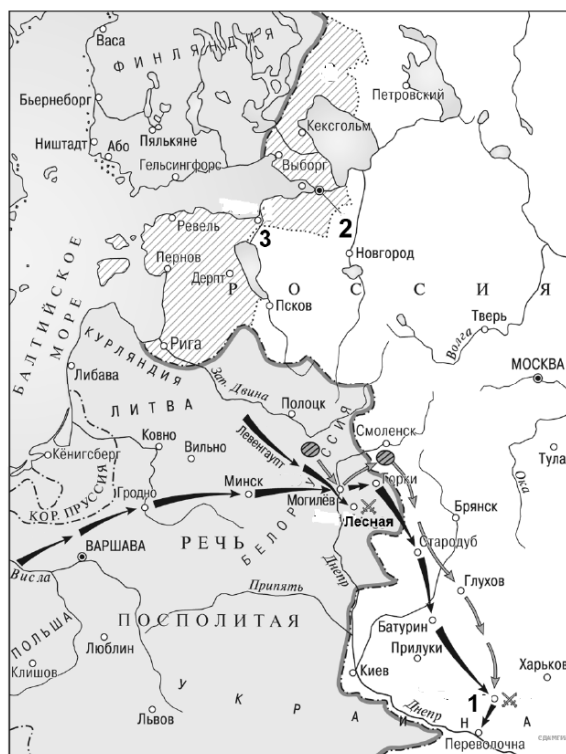 Васа
ФИНЛЯНДИЯ
Петровский
Бьернеборг
Кексгольм
Пялькяне
Ништадт
Або
Выборг
Гельсингфорс
2
Ревель
3
Новгород
Пернов
Дерпт
РОССИЯ
Псков
БАЛТИЙСКОЕ
МОРЕ
Тверь
Рига
Волга
КУРЛЯНДИЯ
МОСКВА
Либава
Зап. Двина
ЛИТВА
Полоцк
Левенгаупт
Смоленск
Ковно
Вильно
Тула
Кёнигсберг
Ока
Горки
Минск
Могилёв
КОР. ПРУССИЯ
Гродно
Лесная
Брянск
БЕЛОРУССИЯ
РЕЧЬ
Стародуб
ВАРШАВА
Висла
Днепр
Глухов
Припять
ПОСПОЛИТАЯ
Батурин
ПОЛЬША
Люблин
Прилуки
Клишов
Киев
Харьков
1
УКРАИНА
Львов
Днепр
Переволочна